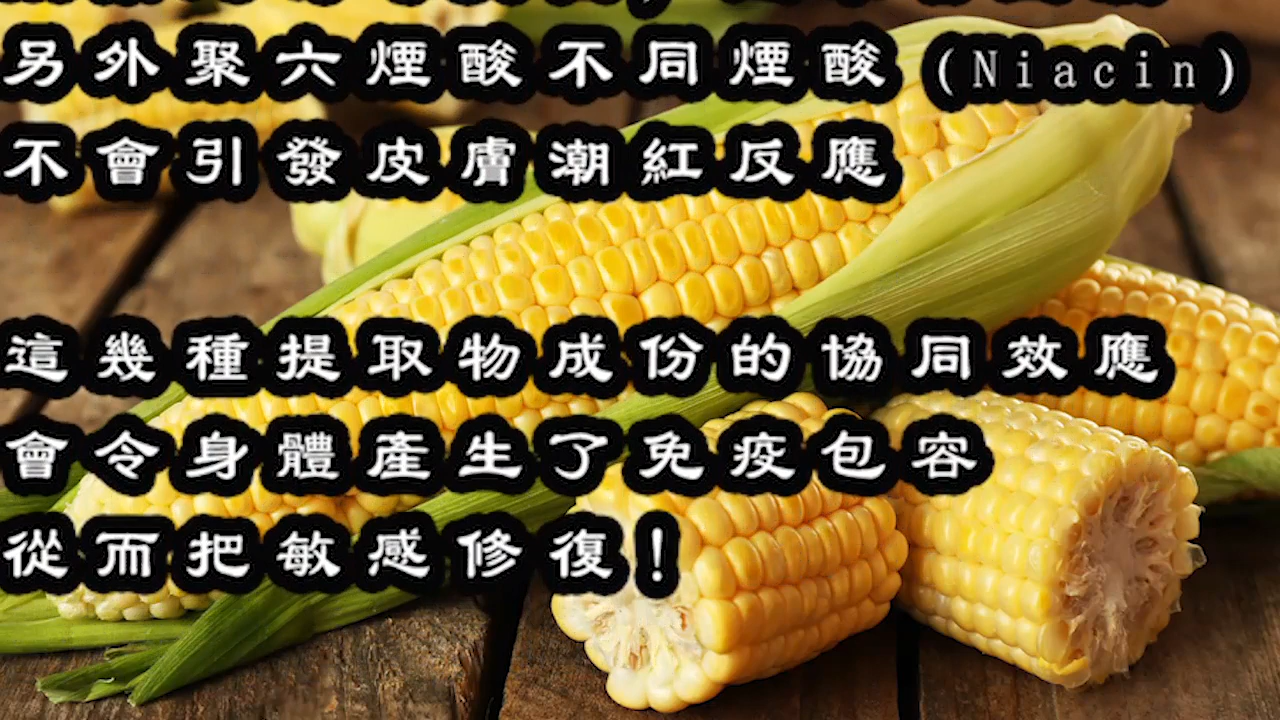 另外聚六煙酸不同煙酸（Niacin）
不會引發皮膚潮紅反應
這幾種提取物成份的協同效應
會令身體產生了免疫包容
從而把敏感修復！